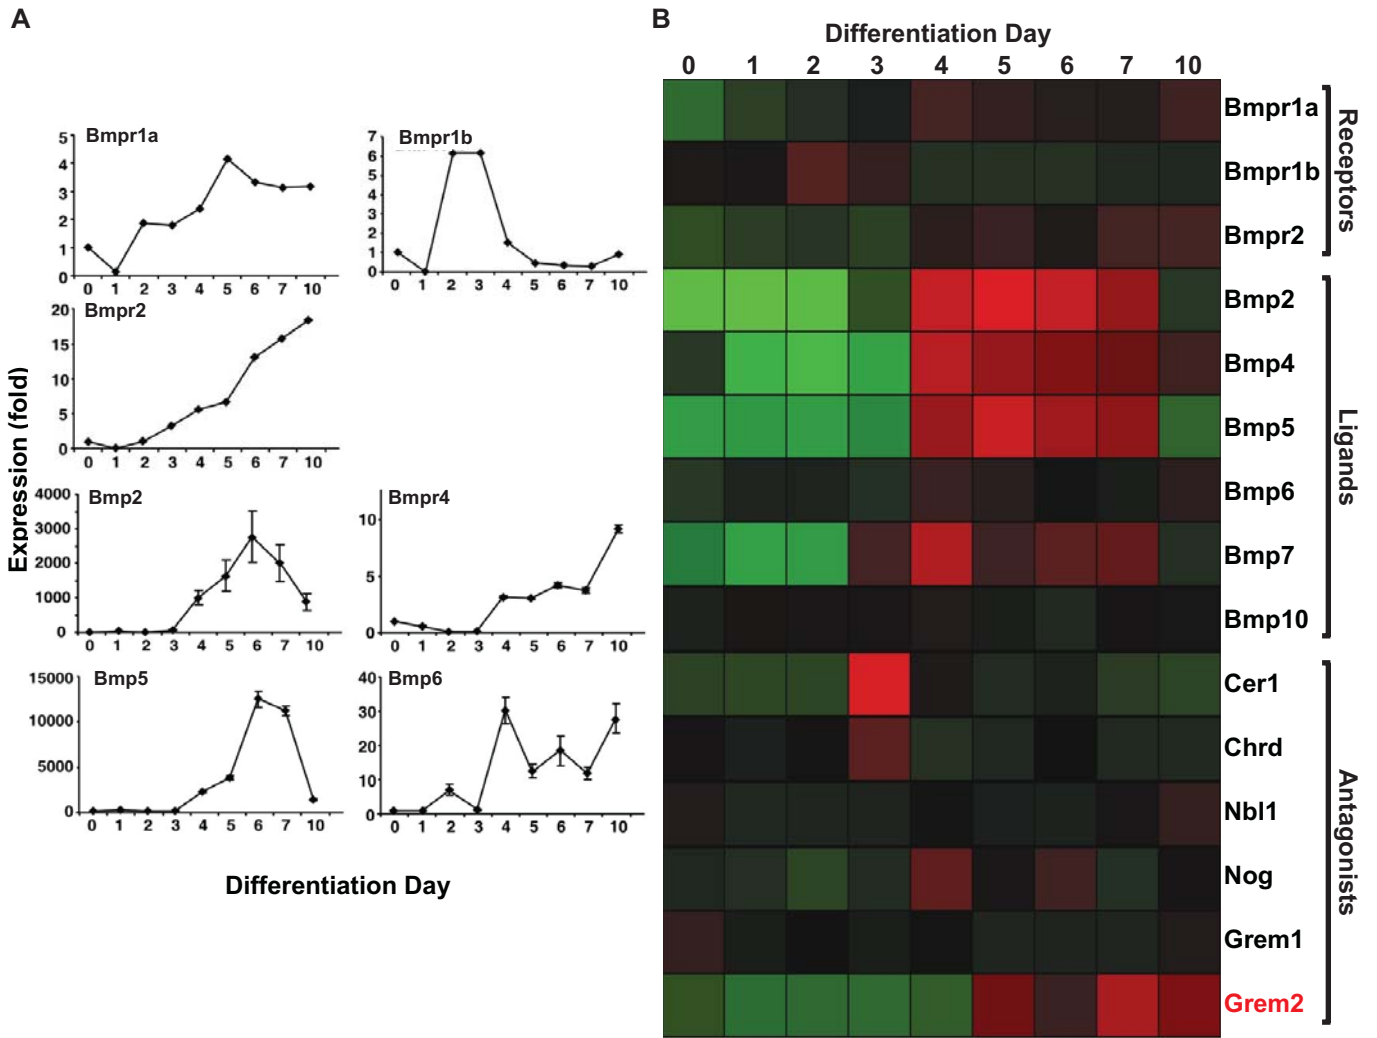 A
Expression (fold)
Bmpr1a
5
4
3
2
1
0
0 1 2 3 4 5 6 7 10
Bmpr1b
7
6
5
4
3
2
1
0
0 1 2 3 4 5 6 7 10
Bmpr2
20
15
10
5
0
0 1 2 3 4 5 6 7 10
Bmp2
4000
3000
2000
1000
0
0 1 2 3 4 5 6 7 10
Bmpr4
10
5
0
0 1 2 3 4 5 6 7 10
Bmp5
15000
10000
5000
0
0 1 2 3 4 5 6 7 10
Bmp6
40
30
20
10
0
0 1 2 3 4 5 6 7 10
Differentiation Day
B
Differentiation Day
0 1 2 3 4 5 6 7 10
Bmpr1a
Bmpr1b
Bmpr2
Receptors
Bmp2
Bmp4
Bmp5
Bmp6
Bmp7
Bmp10
Ligands
Cer1
Chrd
Nbl1
Nog
Grem1
Grem2
Antagonists